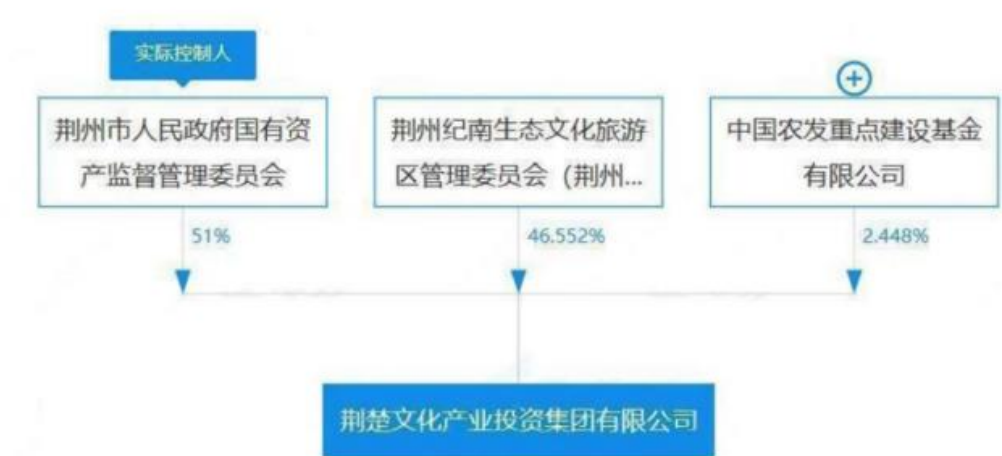 实际控制人
荆州市人民政府国有资
产监督管理委员会
荆州纪南生态文化旅游
区管理委员会（荆州...
中国农发重点建设基金
有限公司
51%
46.552%
2.448%
荆楚文化产业投资集团有限公司